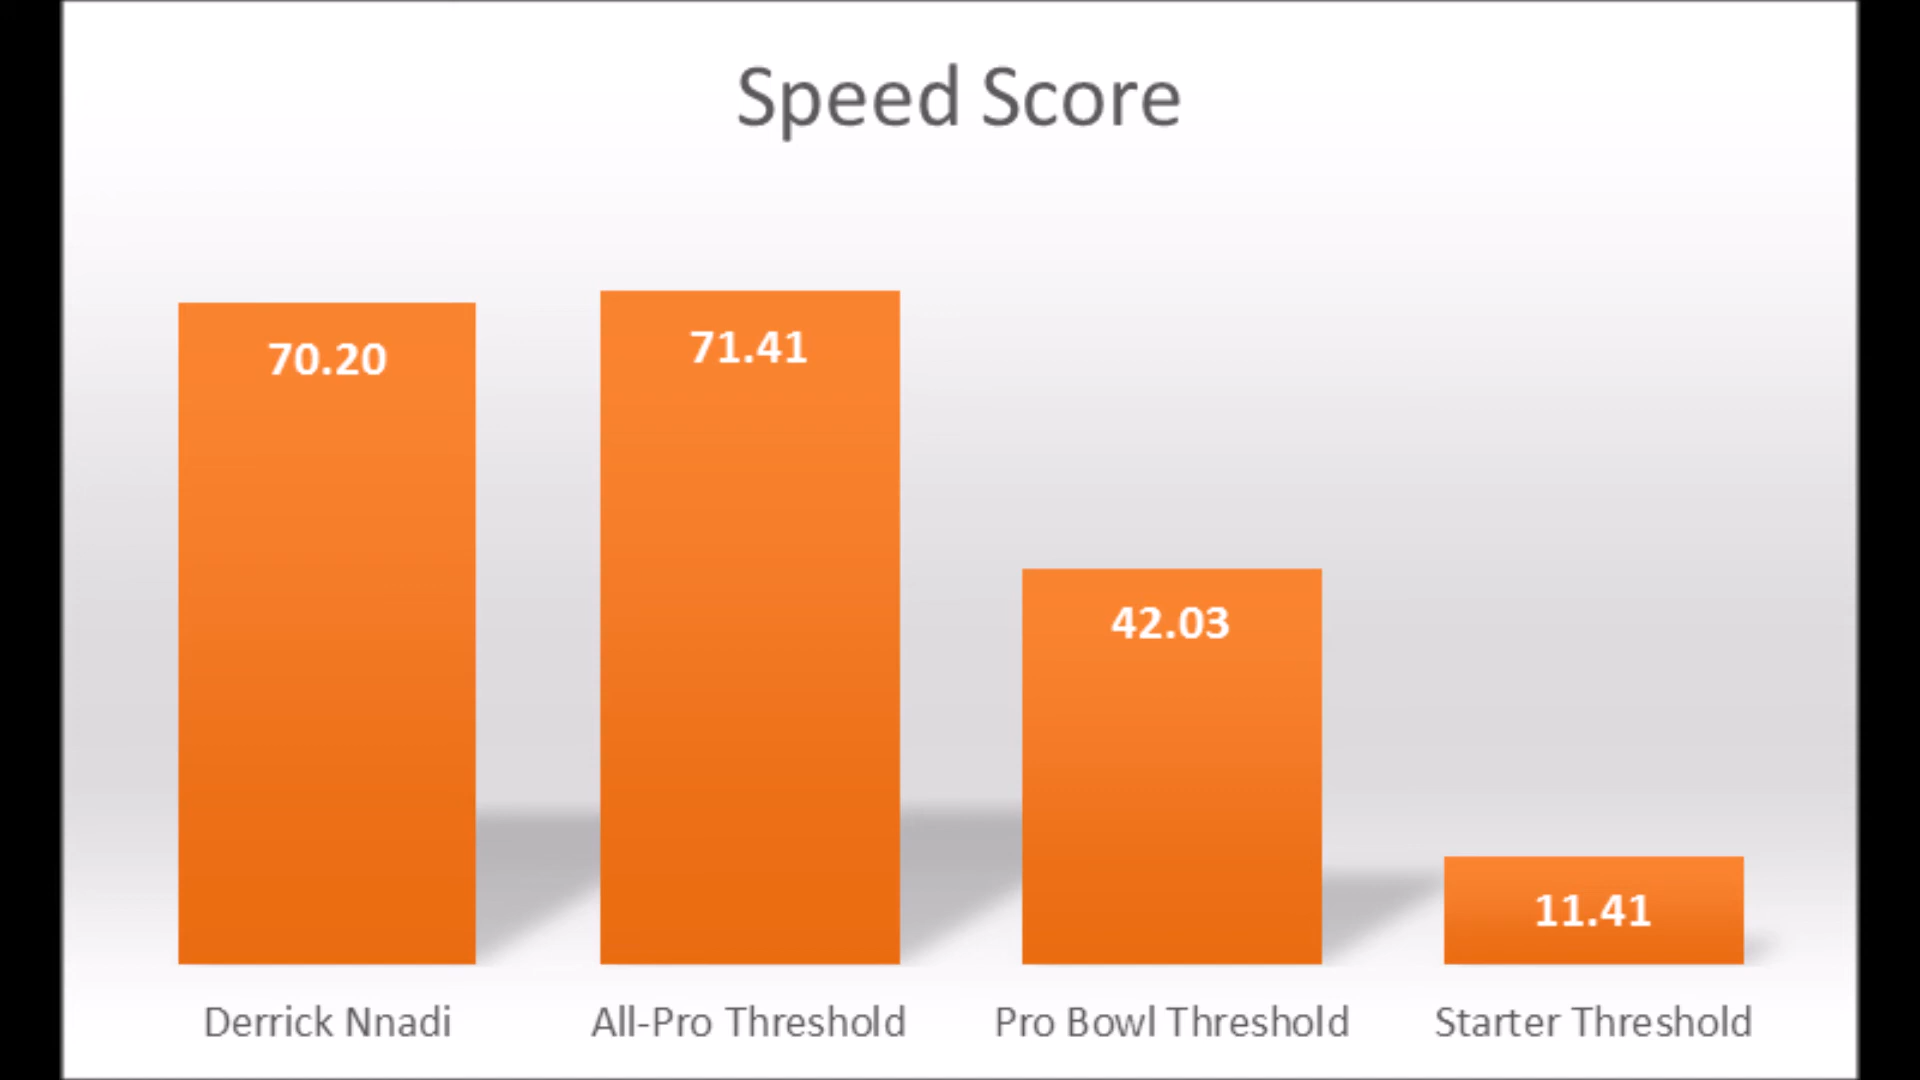 Speed Score
70.20
71.41
42.03
11.41
Derrick Nnadi
All-Pro Threshold
Pro Bowl Threshold
Starter Threshold